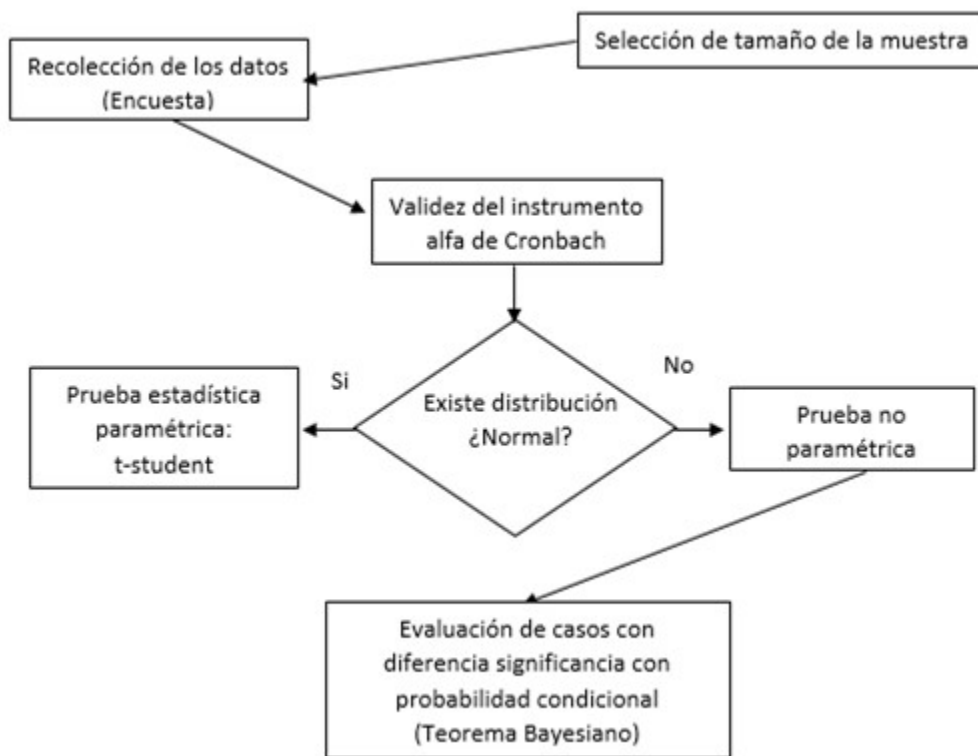 Selección de tamaño de la muestra
Recolección de los datos
(Encuesta)
Validez del instrumento
alfa de Cronbach
Si
No
Existe distribución
¿Normal?
Prueba estadística
paramétrica:
t-student
Prueba no
paramétrica
Evaluación de casos con
diferencia significancia con
probabilidad condicional
(Teorema Bayesiano)